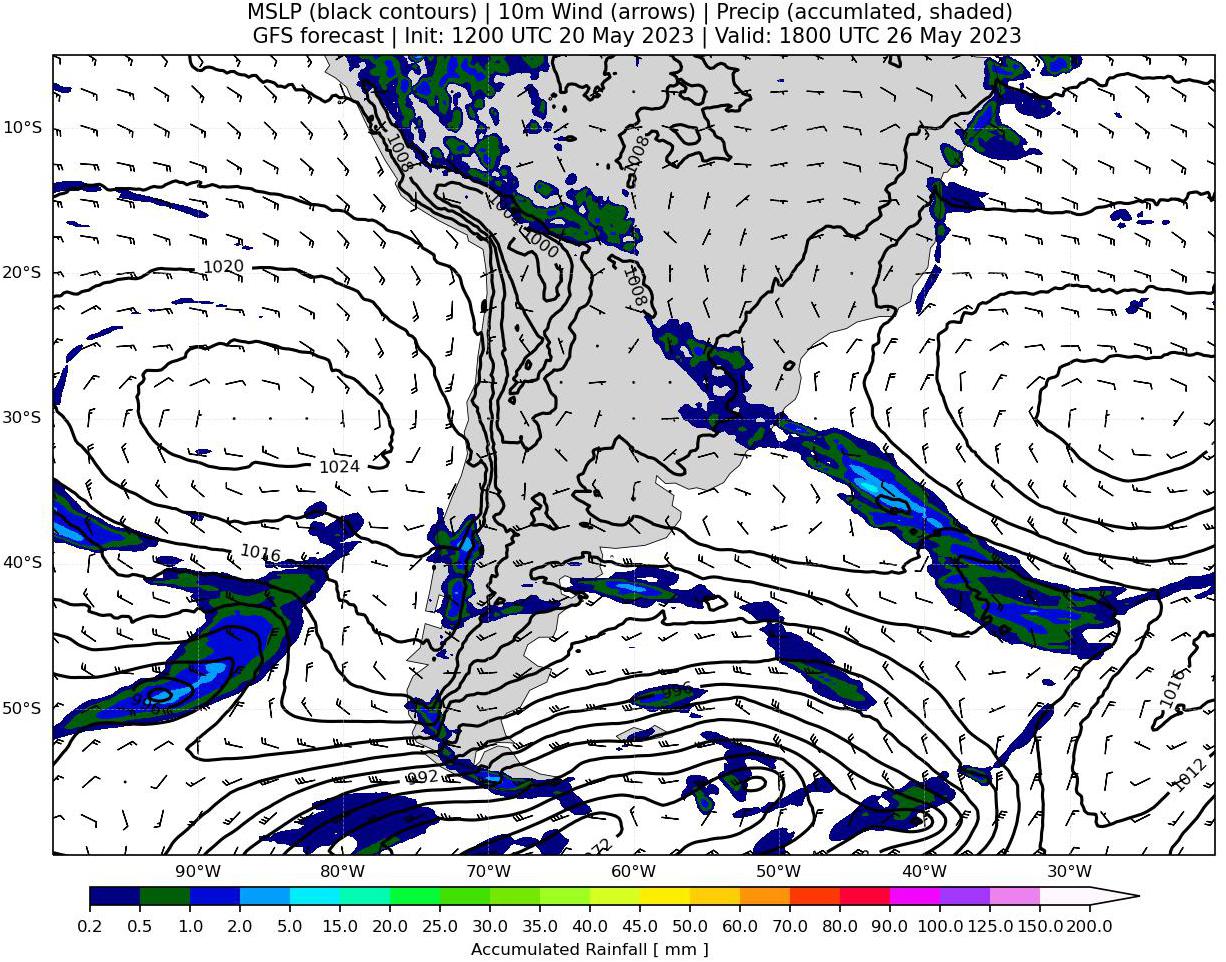 MSLP (black contours) | 10m Wind (arrows) | Precip (accumlated, shaded)
GFS forecast | Init: 1200 UTC 20 May 2023 | Valid: 1800 UTC 26 May 2023
10°S
20°S
30°S
40°S
50°S
1008
1008
1004
1000
1020
1008
1024
1016
996
996
1016
992
1012
90°W 80°W 70°W 60°W 50°W 40°W 30°W
0.2 0.5 1.0 2.0 5.0 10.0 15.0 20.0 25.0 30.0 35.0 40.0 45.0 50.0 60.0 70.0 80.0 90.0 100.0 125.0 150.0 200.0
Accumulated Rainfall [ mm ]